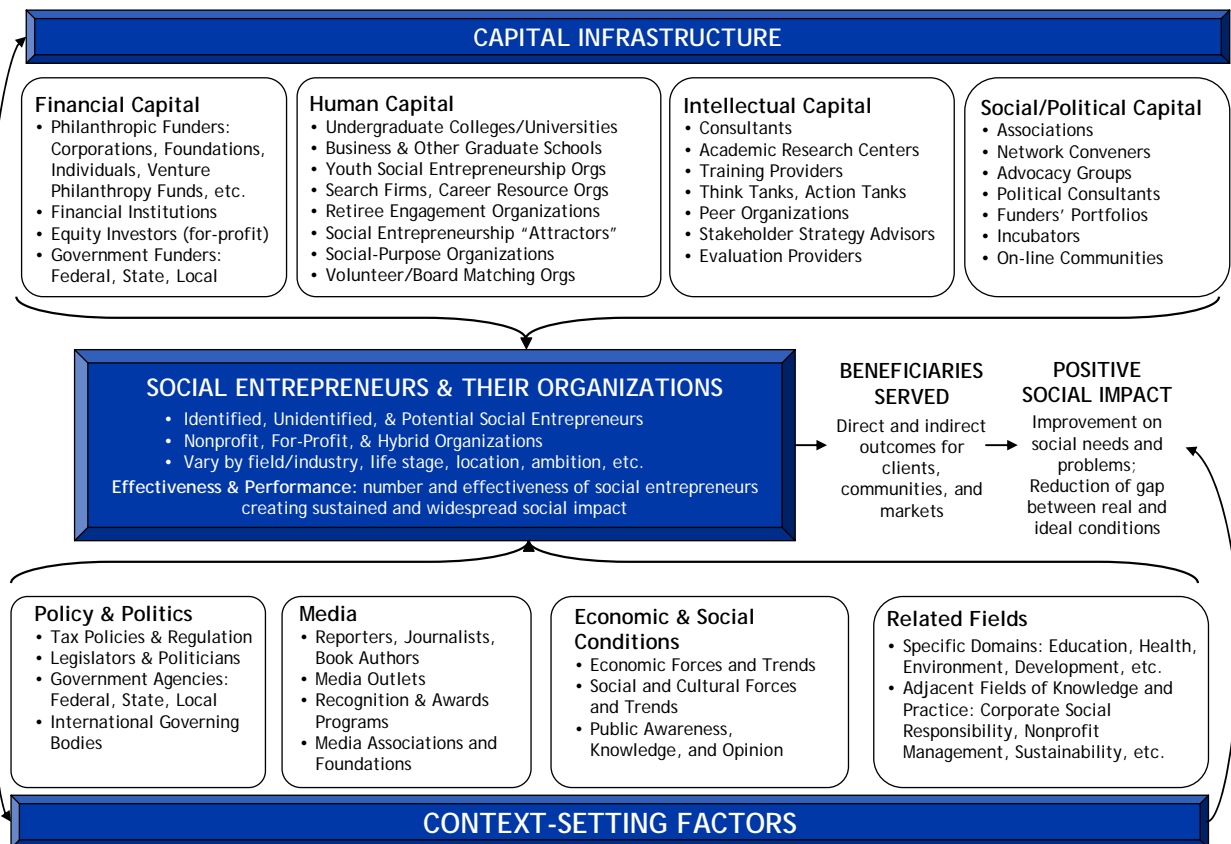 CAPITAL INFRASTRUCTURE
Financial Capital
• Philanthropic Funders:
Corporations, Foundations,
Individuals, Venture
Philanthropy Funds, etc.
• Financial Institutions
• Equity Investors (for-profit)
• Government Funders:
Federal, State, Local
Human Capital
• Undergraduate Colleges/Universities
• Business & Other Graduate Schools
• Youth Social Entrepreneurship Orgs
• Search Firms, Career Resource Orgs
• Retiree Engagement Organizations
• Social Entrepreneurship “Attractors”
• Social-Purpose Organizations
• Volunteer/Board Matching Orgs
Intellectual Capital
• Consultants
• Academic Research Centers
• Training Providers
• Think Tanks, Action Tanks
• Peer Organizations
• Stakeholder Strategy Advisors
• Evaluation Providers
Social/Political Capital
• Associations
• Network Conveners
• Advocacy Groups
• Political Consultants
• Funders’ Portfolios
• Incubators
• On-line Communities
SOCIAL ENTREPRENEURS & THEIR ORGANIZATIONS
• Identified, Unidentified, & Potential Social Entrepreneurs
• Nonprofit, For-Profit, & Hybrid Organizations
• Vary by field/industry, life stage, location, ambition, etc.
Effectiveness & Performance: number and effectiveness of social entrepreneurs
creating sustained and widespread social impact
BENEFICIARIES
SERVED
Direct and indirect
outcomes for
clients,
communities, and
markets
POSITIVE
SOCIAL IMPACT
Improvement on
social needs and
problems;
Reduction of gap
between real and
ideal conditions
Policy & Politics
• Tax Policies & Regulation
• Legislators & Politicians
• Government Agencies:
Federal, State, Local
• International Governing
Bodies
Media
• Reporters, Journalists,
Book Authors
• Media Outlets
• Recognition & Awards
Programs
• Media Associations and
Foundations
Economic & Social
Conditions
• Economic Forces and Trends
• Social and Cultural Forces
and Trends
• Public Awareness,
Knowledge, and Opinion
Related Fields
• Specific Domains: Education, Health,
Environment, Development, etc.
• Adjacent Fields of Knowledge and
Practice: Corporate Social
Responsibility, Nonprofit
Management, Sustainability, etc.
CONTEXT-SETTING FACTORS